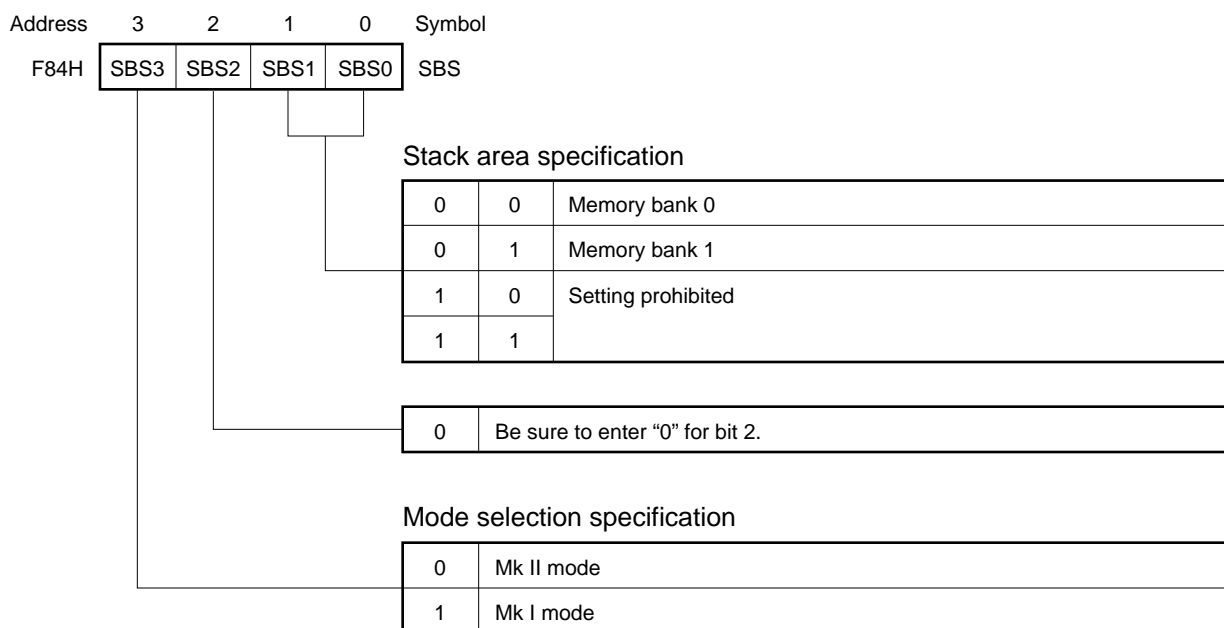 Address 3 2 1 0 Symbol
F84H SBS3 SBS2 SBS1 SBS0 SBS
Stack area specification
0 0 Memory bank 0
0 1 Memory bank 1
1 0 Setting prohibited
1 1
0 Be sure to enter “0” for bit 2.
Mode selection specification
0 Mk II mode
1 Mk I mode